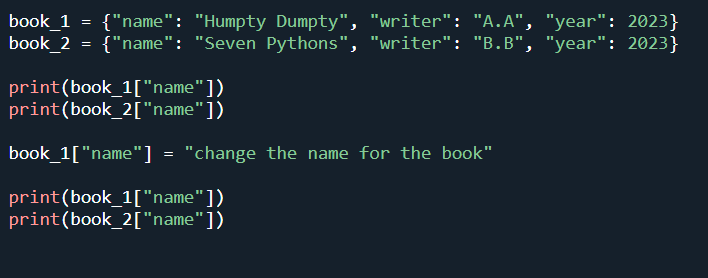 book_1 = {"name": "Humpty Dumpty", "writer": "A.A", "year": 2023}
book_2 = {"name": "Seven Pythons", "writer": "B.B", "year": 2023}
print(book_1["name"])
print(book_2["name"])
book_1["name"] = "change the name for the book"
print(book_1["name"])
print(book_2["name"])